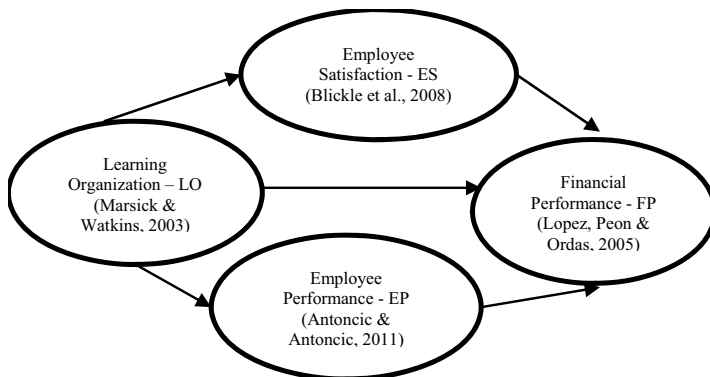 Employee
Satisfaction - ES
(Blickle et al., 2008)
Learning
Organization – LO
(Marsick &
Watkins, 2003)
Financial
Performance - FP
(Lopez, Peon &
Ordas, 2005)
Employee
Performance - EP
(Antoncic &
Antoncic, 2011)